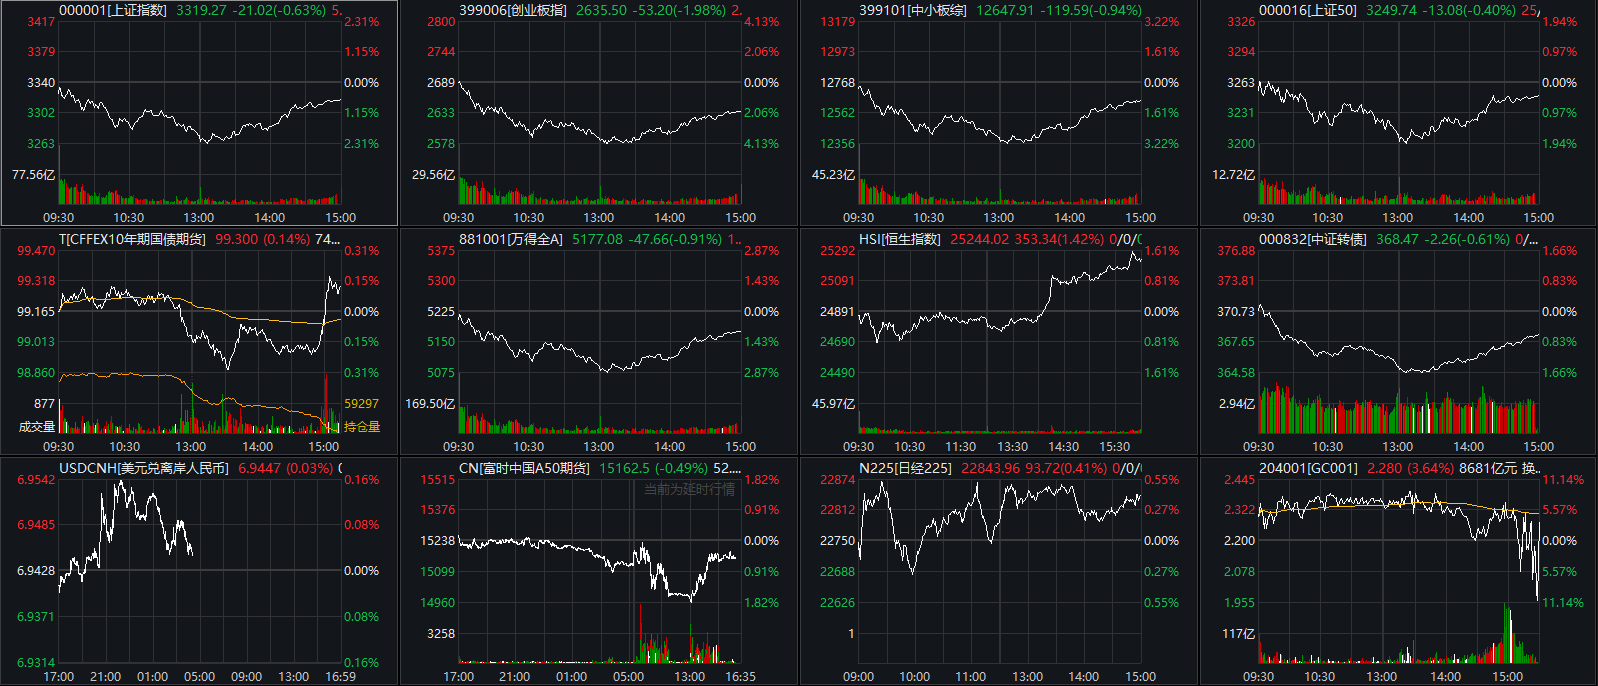 000001[上证指数] 3319.27 -21.02(-0.63%) 5.
3417 2.31%
3379 1.15%
3340 0.00%
3302 1.15%
3263 2.31%
77.56亿
09:30 10:30 13:00 14:00 15:00
399006[创业板指] 2635.50 -53.20(-1.98%) 2.
2800 4.13%
2744 2.06%
2689 0.00%
2633 2.06%
2578 4.13%
29.56亿
09:30 10:30 13:00 14:00 15:00
399101[中小板综] 12647.91 -119.59(-0.94%)
13179 3.22%
12973 1.61%
12768 0.00%
12562 1.61%
12356 3.22%
45.23亿
09:30 10:30 13:00 14:00 15:00
000016[上证50] 3249.74 -13.08(-0.40%) 25/
3326 1.94%
3294 0.97%
3263 0.00%
3231 0.97%
3200 1.94%
12.72亿
09:30 10:30 13:00 14:00 15:00
T[CFFEX10年期国债期货] 99.300 (0.14%) 74...
99.470 0.31%
99.318 0.15%
99.165 0.00%
99.013 0.15%
98.860 0.31%
877 59297
成交量 持仓量
09:30 10:30 13:00 14:00 15:00
881001[万得全A] 5177.08 -47.66(-0.91%) 1..
5375 2.87%
5300 1.43%
5225 0.00%
5150 1.43%
5075 2.87%
169.50亿
09:30 10:30 13:00 14:00 15:00
HSI[恒生指数] 25244.02 353.34(1.42%) 0/0/0
25292 1.61%
25091 0.81%
24891 0.00%
24690 0.81%
24490 1.61%
45.97亿
09:30 10:30 11:30 13:30 14:30 15:30
000832[中证转债] 368.47 -2.26(-0.61%) 0/...
376.88 1.66%
373.81 0.83%
370.73 0.00%
367.65 0.83%
364.58 1.66%
2.94亿
09:30 10:30 13:00 14:00 15:00
USDCNH[美元兑离岸人民币] 6.9447 (0.03%) 0
6.9542 0.16%
6.9485 0.08%
6.9428 0.00%
6.9371 0.08%
6.9314 0.16%
17:00 21:00 01:00 05:00 09:00 13:00 16:59
CN[富时中国A50期货] 15162.5 (-0.49%) 52....
当前为延时行情
15515 1.82%
15376 0.91%
15238 0.00%
15099 0.91%
14960 1.82%
3258
17:00 21:00 01:00 05:00 13:00 16:35
N225[日经225] 22843.96 93.72(0.41%) 0/0/
22874 0.55%
22812 0.27%
22750 0.00%
22688 0.27%
22626 0.55%
1
09:00 10:00 11:00 13:00 14:00 15:00
204001[GC001] 2.280 (3.64%) 8681亿元 换..
2.445 11.14%
2.322 5.57%
2.200 0.00%
2.078 5.57%
1.955 11.14%
117亿
09:30 10:30 13:00 14:00 15:00